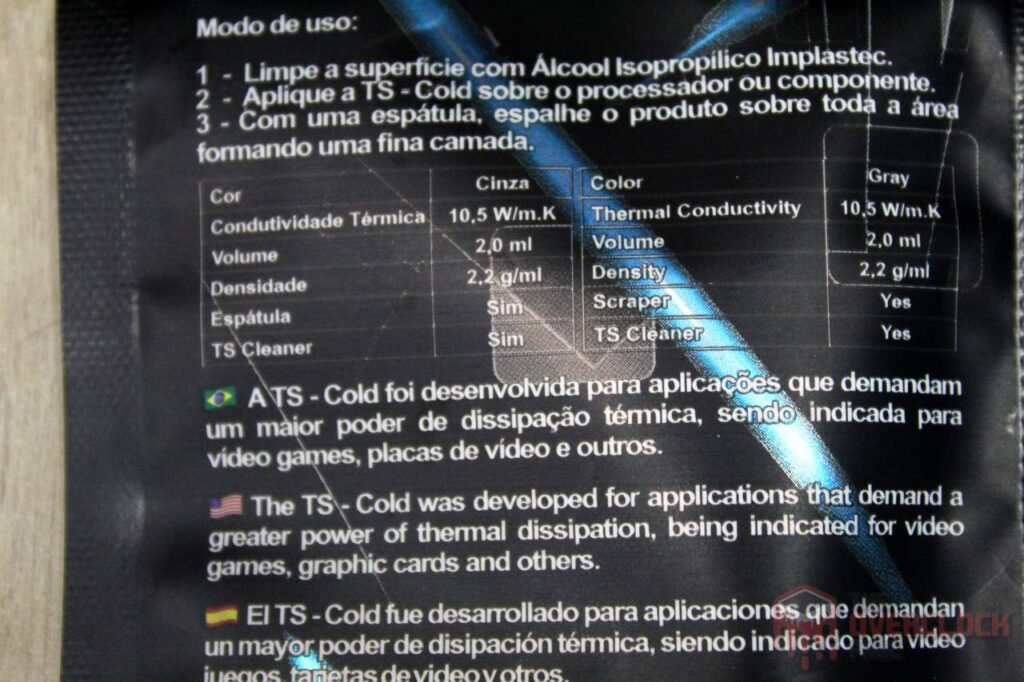 Modo de uso:
1 - Limpe a superfície com Álcool Isopropílico Implastec.
2 - Aplique a TS - Cold sobre o processador ou componente.
3 - Com uma espátula, espalhe o produto sobre toda a área
formando uma fina camada.
Cor Cinza Color Gray
Condutividade Térmica 10,5 W/m.K Thermal Conductivity 10,5 W/m.K
Volume 2,0 ml Volume 2,0 ml
Densidade 2,2 g/ml Density 2,2 g/ml
Espátula Sim Scraper Yes
TS Cleaner Sim TS Cleaner Yes
A TS - Cold foi desenvolvida para aplicações que demandam
um maior poder de dissipação térmica, sendo indicada para
vídeo games, placas de vídeo e outros.
The TS - Cold was developed for applications that demand a
greater power of thermal dissipation, being indicated for video
games, graphic cards and others.
El TS - Cold fue desarrollado para aplicaciones que demandan
un mayor poder de disipación térmica, siendo indicado para video
juegos, tarjetas de video y otros.
OVERCLOCK